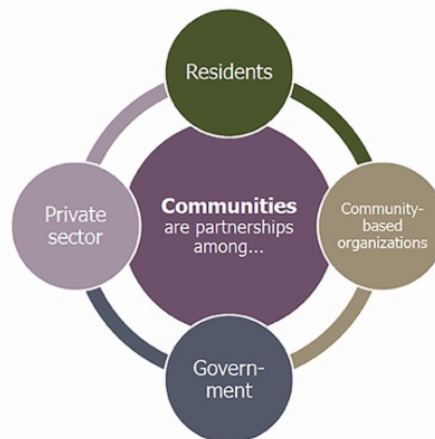 Residents
Private
sector
Communities
are partnerships
among...
Community-
based
organizations
Govern-
ment